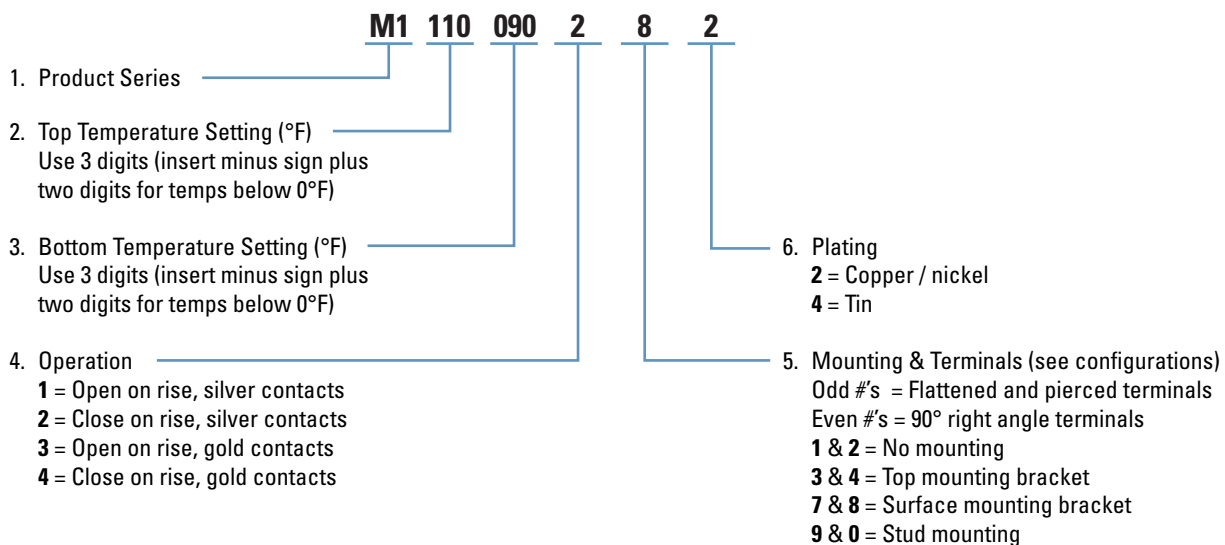 M1 110 090 2 8 2
1. Product Series
2. Top Temperature Setting (°F)
Use 3 digits (insert minus sign plus
two digits for temps below 0°F)
3. Bottom Temperature Setting (°F)
Use 3 digits (insert minus sign plus
two digits for temps below 0°F)
4. Operation
1 = Open on rise, silver contacts
2 = Close on rise, silver contacts
3 = Open on rise, gold contacts
4 = Close on rise, gold contacts
6. Plating
2 = Copper / nickel
4 = Tin
5. Mounting & Terminals (see configurations)
Odd #'s = Flattened and pierced terminals
Even #'s = 90° right angle terminals
1 & 2 = No mounting
3 & 4 = Top mounting bracket
7 & 8 = Surface mounting bracket
9 & 0 = Stud mounting